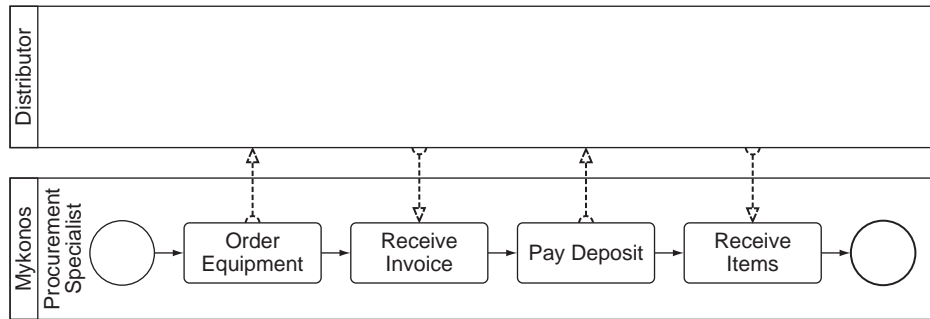 Distributor
Mykonos
Procurement
Specialist
Order
Equipment
Receive
Invoice
Pay Deposit
Receive
Items